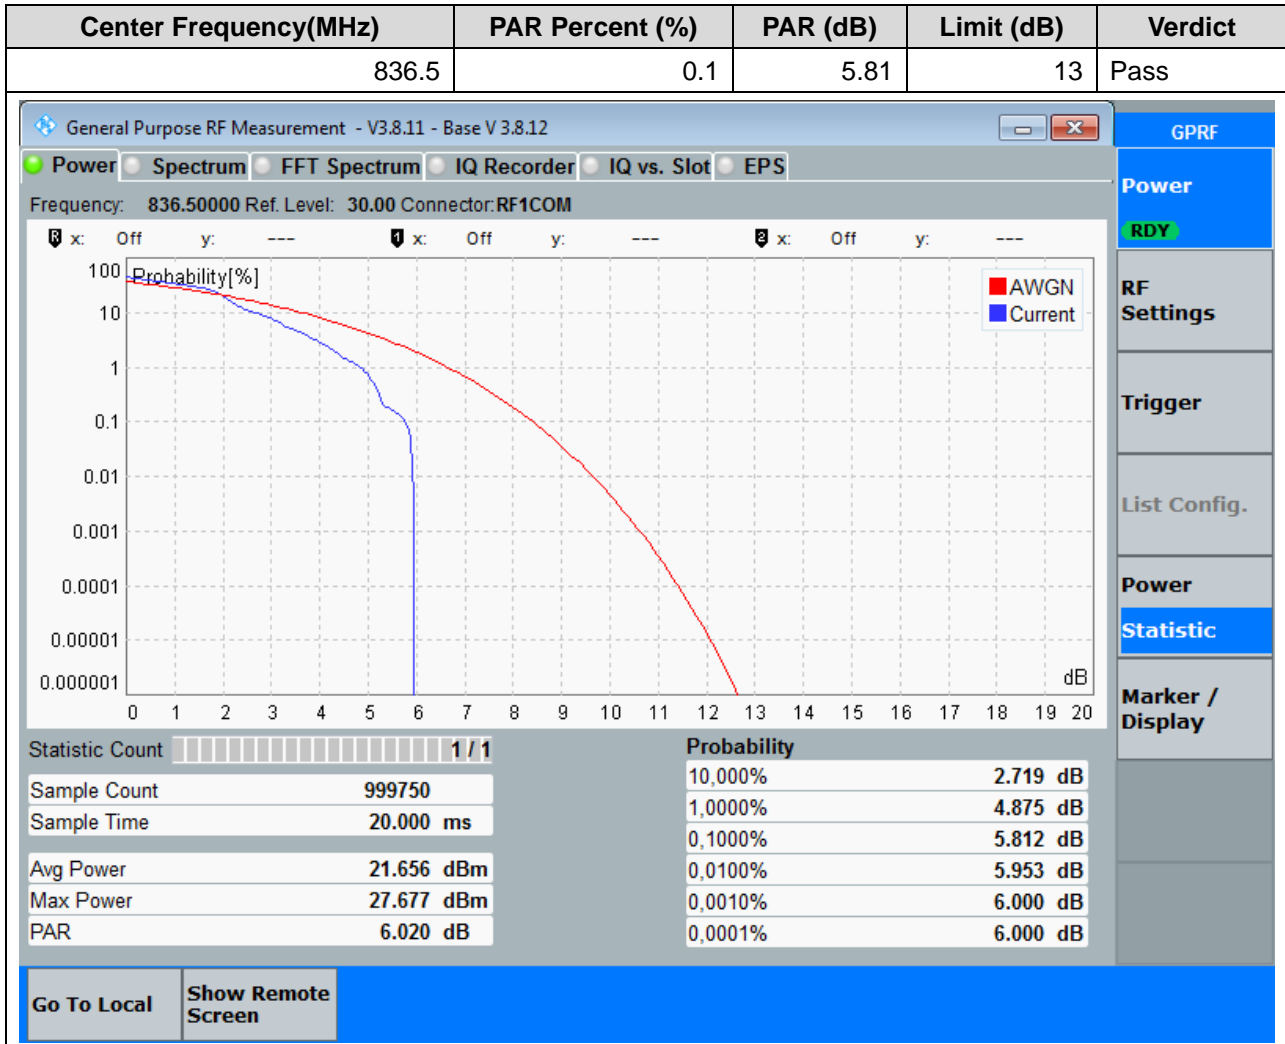 Center Frequency(MHz) PAR Percent (%) PAR (dB) Limit (dB) Verdict
836.5 0.1 5.81 13 Pass
General Purpose RF Measurement - V3.8.11 - Base V 3.8.12
GPRF
Power Spectrum FFT Spectrum IQ Recorder IQ vs. Slot EPS
Frequency: 836.50000 Ref. Level: 30.00 Connector: RF1COM
R x: Off y: --- 1 x: Off y: --- 2 x: Off y: ---
Probability[%]
AWGN
Current
100
10
1
0.1
0.01
0.001
0.0001
0.00001
0.000001
dB
0 1 2 3 4 5 6 7 8 9 10 11 12 13 14 15 16 17 18 19 20
Statistic Count 1 / 1
Sample Count 999750
Sample Time 20.000 ms
Avg Power 21.656 dBm
Max Power 27.677 dBm
PAR 6.020 dB
Probability
10,000% 2.719 dB
1,0000% 4.875 dB
0,1000% 5.812 dB
0,0100% 5.953 dB
0,0010% 6.000 dB
0,0001% 6.000 dB
Power
RDY
RF
Settings
Trigger
List Config.
Power
Statistic
Marker /
Display
Go To Local
Show Remote
Screen